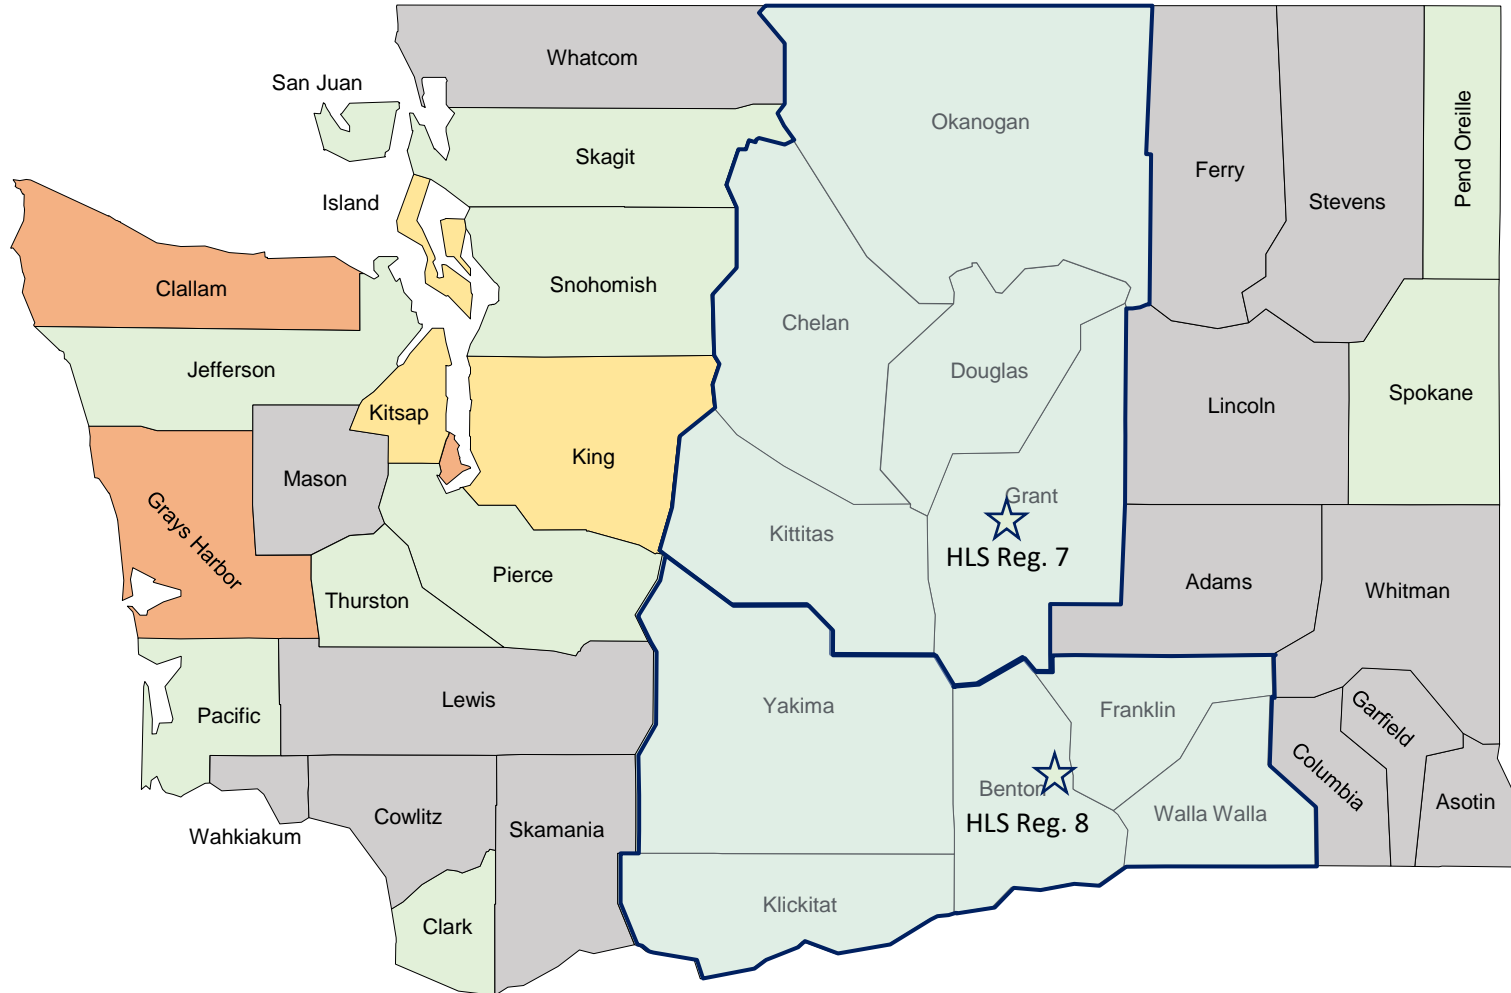 Whatcom
San Juan
Okanogan
Pend Oreille
Skagit
Ferry
Island
Stevens
Clallam
Snohomish
Chelan
Jefferson
Douglas
Spokane
Kitsap
Lincoln
King
Mason
Grant
Grays Harbor
Kittitas
HLS Reg. 7
Pierce
Adams
Whitman
Thurston
Lewis
Yakima
Franklin
Pacific
Garfield
Columbia
Benton
Asotin
Cowlitz
Skamania
Walla Walla
HLS Reg. 8
Wahkiakum
Klickitat
Clark